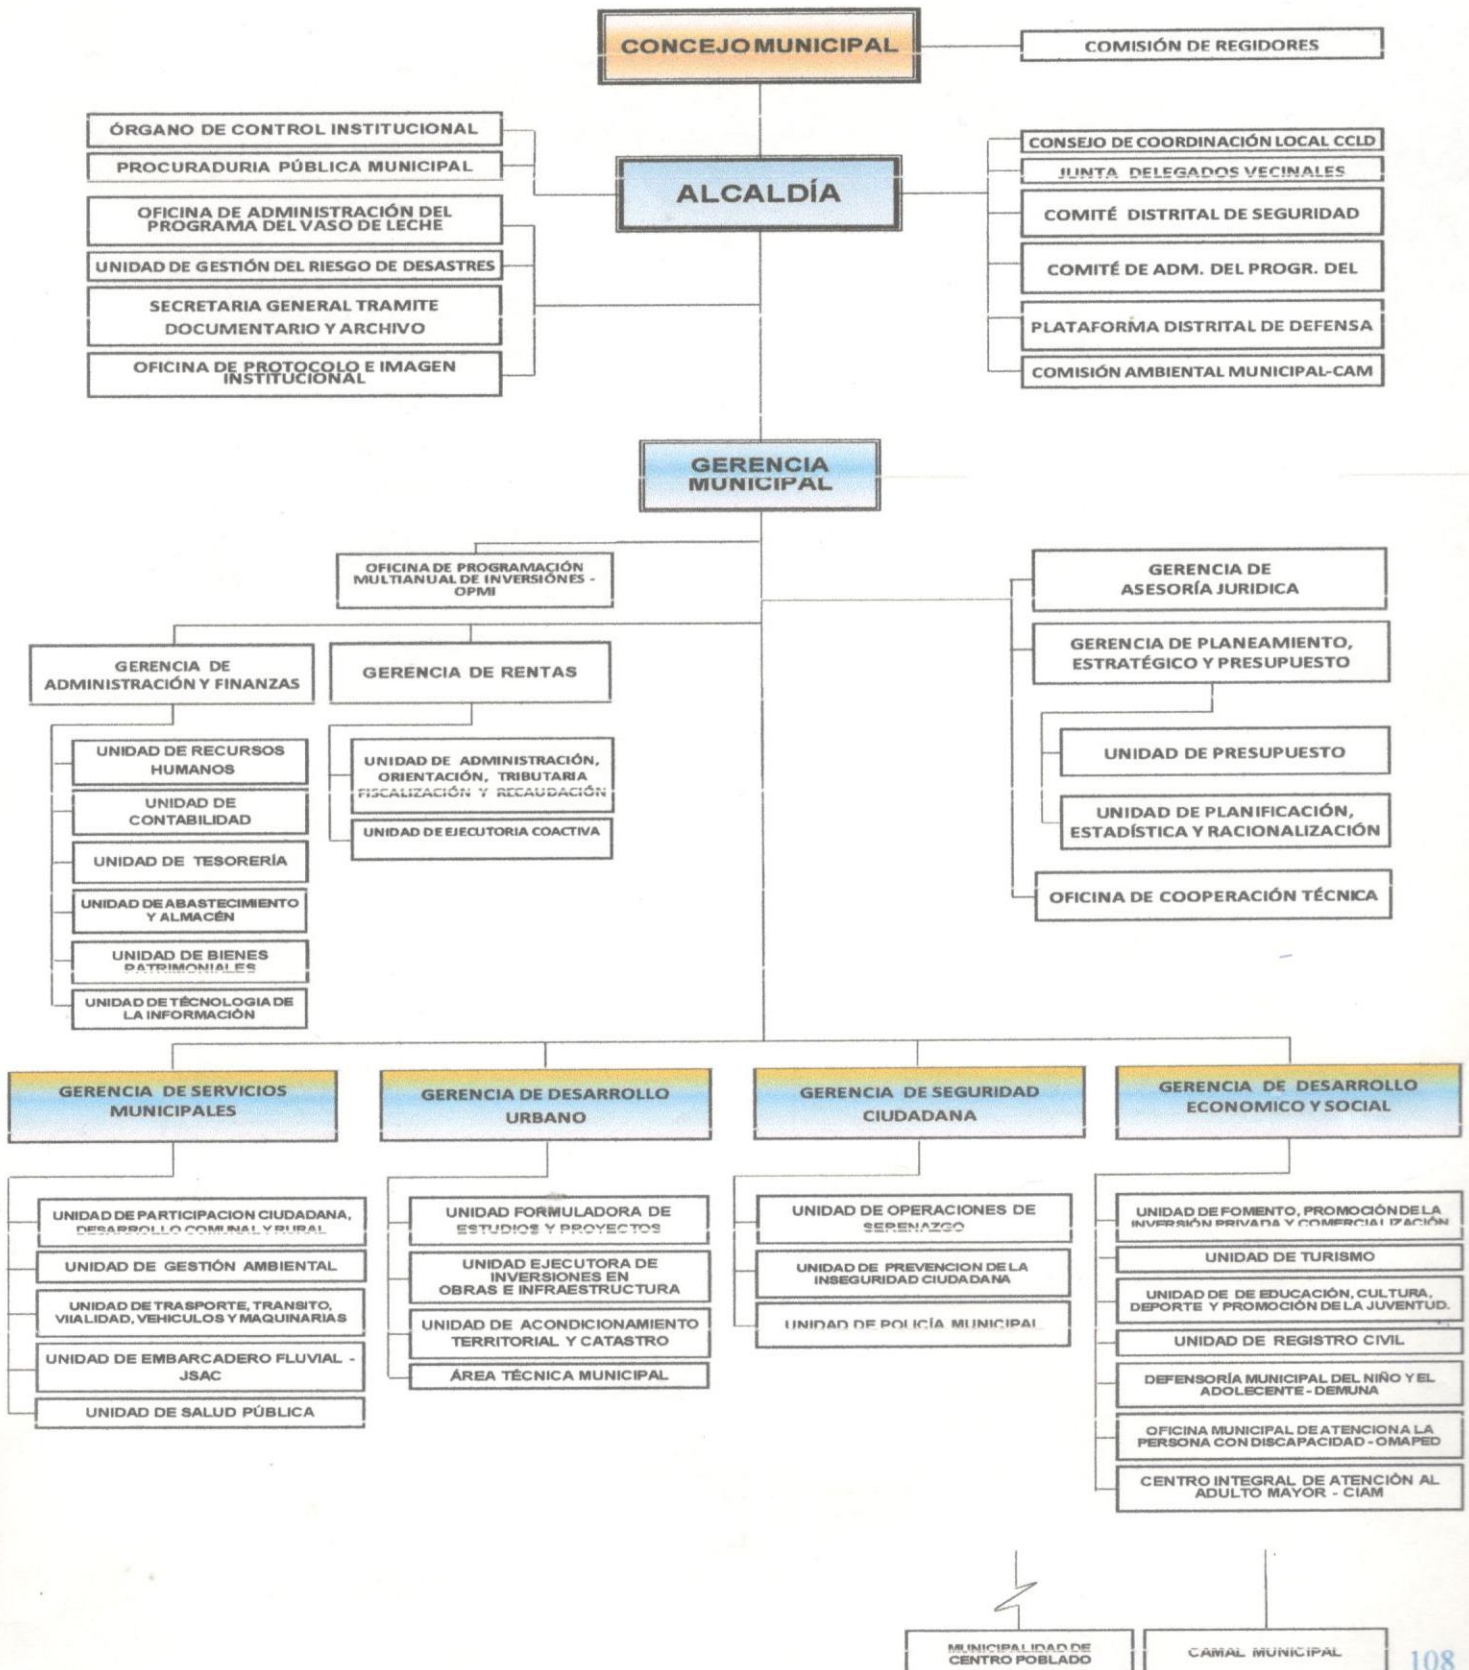 CONCEJO MUNICIPAL
COMISIÓN DE REGIDORES
ÓRGANO DE CONTROL INSTITUCIONAL
PROCURADURIA PÚBLICA MUNICIPAL
ALCALDÍA
CONSEJO DE COORDINACIÓN LOCAL CCLD
JUNTA DELEGADOS VECINALES
COMITÉ DISTRITAL DE SEGURIDAD
COMITÉ DE ADM. DEL PROGR. DEL
PLATAFORMA DISTRITAL DE DEFENSA
COMISIÓN AMBIENTAL MUNICIPAL-CAM
OFICINA DE ADMINISTRACIÓN DEL
PROGRAMA DEL VASO DE LECHE
UNIDAD DE GESTIÓN DEL RIESGO DE DESASTRES
SECRETARIA GENERAL TRAMITE
DOCUMENTARIO Y ARCHIVO
OFICINA DE PROTOCOLO E IMAGEN
INSTITUCIONAL
GERENCIA
MUNICIPAL
OFICINA DE PROGRAMACIÓN
MULTIANUAL DE INVERSIÓNES -
OPMI
GERENCIA DE
ASESORÍA JURIDICA
GERENCIA DE PLANEAMIENTO,
ESTRATÉGICO Y PRESUPUESTO
UNIDAD DE PRESUPUESTO
UNIDAD DE PLANIFICACIÓN,
ESTADÍSTICA Y RACIONALIZACIÓN
OFICINA DE COOPERACIÓN TÉCNICA
GERENCIA DE
ADMINISTRACIÓN Y FINANZAS
UNIDAD DE RECURSOS
HUMANOS
UNIDAD DE
CONTABILIDAD
UNIDAD DE TESORERÍA
UNIDAD DE ABASTECIMIENTO
Y ALMACÉN
UNIDAD DE BIENES
PATRIMONIALES
UNIDAD DE TÉCNOLOGIA DE
LA INFORMACIÓN
GERENCIA DE RENTAS
UNIDAD DE ADMINISTRACIÓN,
ORIENTACIÓN, TRIBUTARIA
FISCALIZACIÓN Y RECAUDACIÓN
UNIDAD DE EJECUTORIA COACTIVA
GERENCIA DE SERVICIOS
MUNICIPALES
UNIDAD DE PARTICIPACION CIUDADANA,
DESARROLLO COMUNAL Y RURAL
UNIDAD DE GESTIÓN AMBIENTAL
UNIDAD DE TRASPORTE, TRANSITO,
VIIALIDAD, VEHICULOS Y MAQUINARIAS
UNIDAD DE EMBARCADERO FLUVIAL -
JSAC
UNIDAD DE SALUD PÚBLICA
GERENCIA DE DESARROLLO
URBANO
UNIDAD FORMULADORA DE
ESTUDIOS Y PROYECTOS
UNIDAD EJECUTORA DE
INVERSIONES EN
OBRAS E INFRAESTRUCTURA
UNIDAD DE ACONDICIONAMIENTO
TERRITORIAL Y CATASTRO
ÁREA TÉCNICA MUNICIPAL
GERENCIA DE SEGURIDAD
CIUDADANA
UNIDAD DE OPERACIONES DE
SERENAZGO
UNIDAD DE PREVENCION DE LA
INSEGURIDAD CIUDADANA
UNIDAD DE POLICÍA MUNICIPAL
GERENCIA DE DESARROLLO
ECONOMICO Y SOCIAL
UNIDAD DE FOMENTO, PROMOCIÓN DE LA
INVERSIÓN PRIVADA Y COMERCIALIZACIÓN
UNIDAD DE TURISMO
UNIDAD DE DE EDUCACIÓN, CULTURA,
DEPORTE Y PROMOCIÓN DE LA JUVENTUD.
UNIDAD DE REGISTRO CIVIL
DEFENSORÍA MUNICIPAL DEL NIÑO Y EL
ADOLECENTE - DEMUNA
OFICINA MUNICIPAL DE ATENCION A LA
PERSONA CON DISCAPACIDAD - OMAPED
CENTRO INTEGRAL DE ATENCIÓN AL
ADULTO MAYOR - CIAM
MUNICIPALIDAD DE
CENTRO POBLADO
CAMAL MUNICIPAL
108